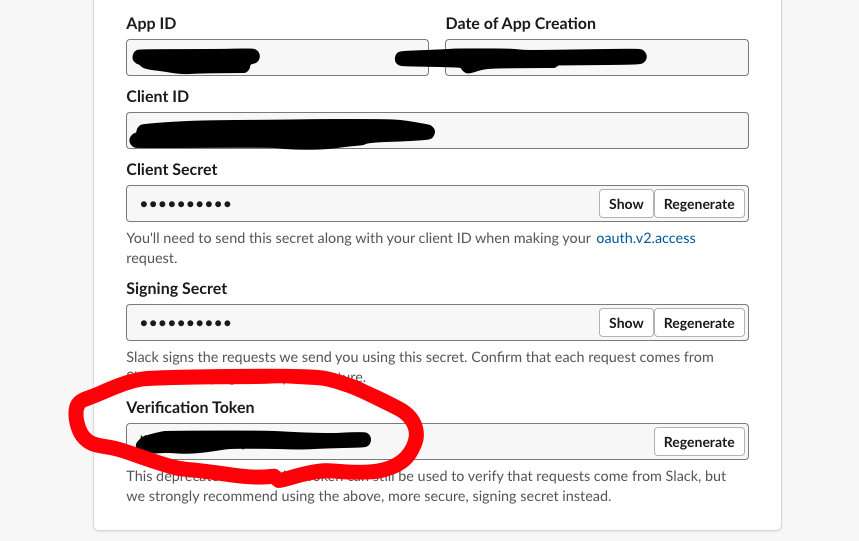 App ID
Date of App Creation
Client ID
Client Secret
••••••••••
Show
Regenerate
You'll need to send this secret along with your client ID when making your oauth.v2.access
request.
Signing Secret
••••••••••
Show
Regenerate
Slack signs the requests we send you using this secret. Confirm that each request comes from
Verification Token
Regenerate
This can still be used to verify that requests come from Slack, but
we strongly recommend using the above, more secure, signing secret instead.